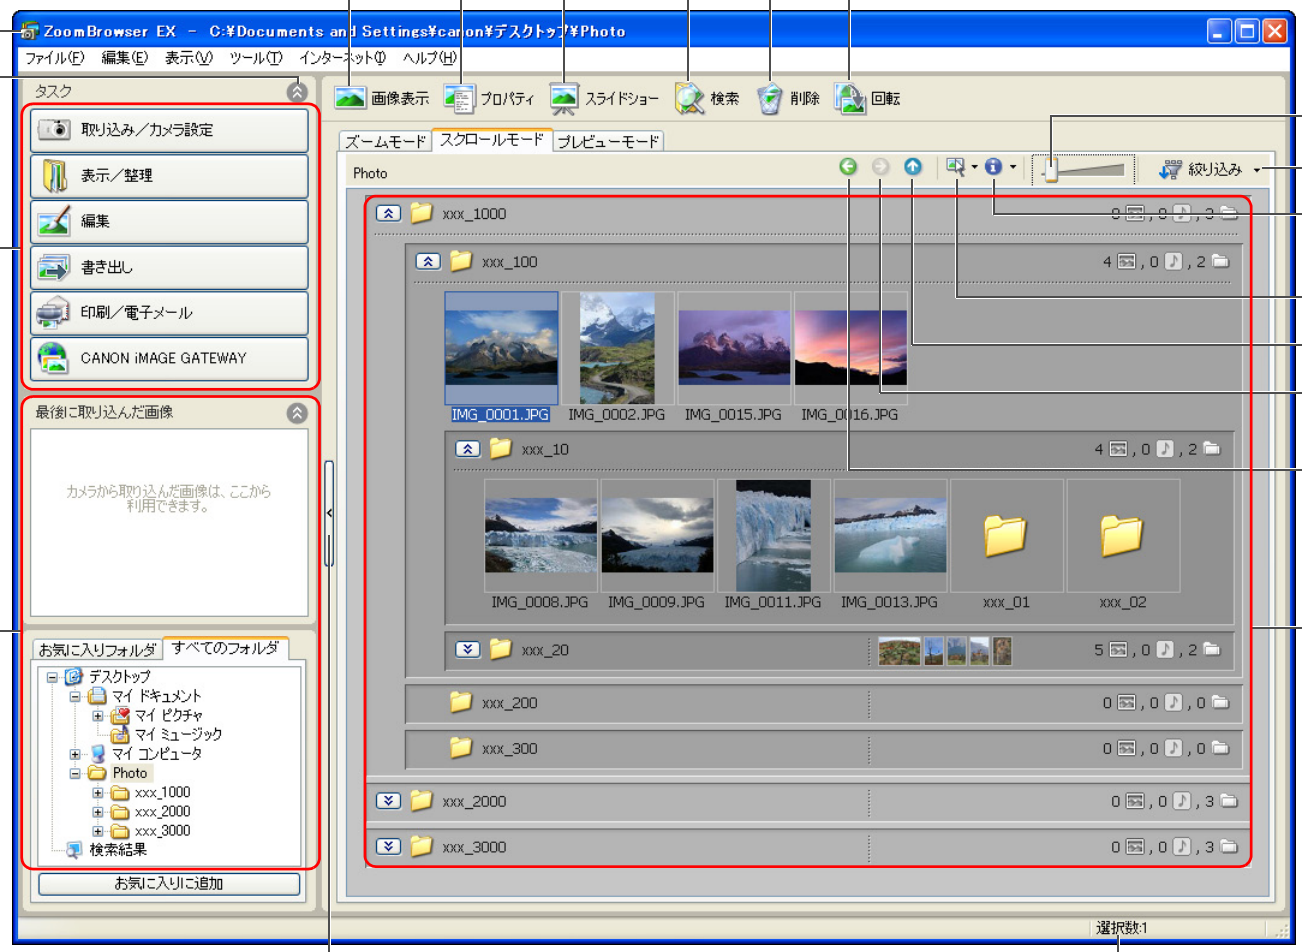 ZoomBrowser EX - C:¥Documents and Settings¥canon¥デスクトップ¥Photo
ファイル(F) 編集(E) 表示(V) ツール(T) インターネット(I) ヘルプ(H)
タスク
取り込み/カメラ設定
表示/整理
編集
書き出し
印刷/電子メール
CANON iMAGE GATEWAY
最後に取り込んだ画像
カメラから取り込んだ画像は、ここから
利用できます。
お気に入りフォルダ すべてのフォルダ
デスクトップ
マイ ドキュメント
マイ ピクチャ
マイ ミュージック
マイ コンピュータ
Photo
xxx_1000
xxx_2000
xxx_3000
検索結果
お気に入りに追加
画像表示 プロパティ スライドショー 検索 削除 回転
ズームモード スクロールモード プレビューモード
Photo 絞り込み
xxx_1000 0 , 0 , 3
xxx_100 4 , 0 , 2
IMG_0001.JPG IMG_0002.JPG IMG_0015.JPG IMG_0016.JPG
xxx_10 4 , 0 , 2
IMG_0008.JPG IMG_0009.JPG IMG_0011.JPG IMG_0013.JPG xxx_01 xxx_02
xxx_20 5 , 0 , 2
xxx_200 0 , 0 , 0
xxx_300 0 , 0 , 0
xxx_2000 0 , 0 , 3
xxx_3000 0 , 0 , 3
選択数:1